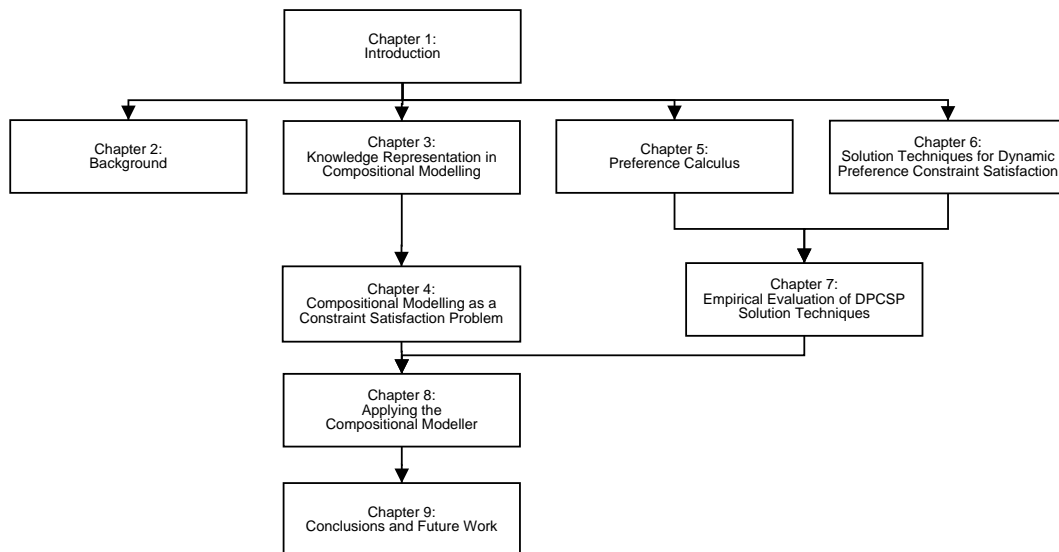 Chapter 1:
Introduction
Chapter 2:
Background
Chapter 3:
Knowledge Representation in
Compositional Modelling
Chapter 5:
Preference Calculus
Chapter 6:
Solution Techniques for Dynamic
Preference Constraint Satisfaction
Chapter 4:
Compositional Modelling as a
Constraint Satisfaction Problem
Chapter 7:
Empirical Evaluation of DPCSP
Solution Techniques
Chapter 8:
Applying the
Compositional Modeller
Chapter 9:
Conclusions and Future Work